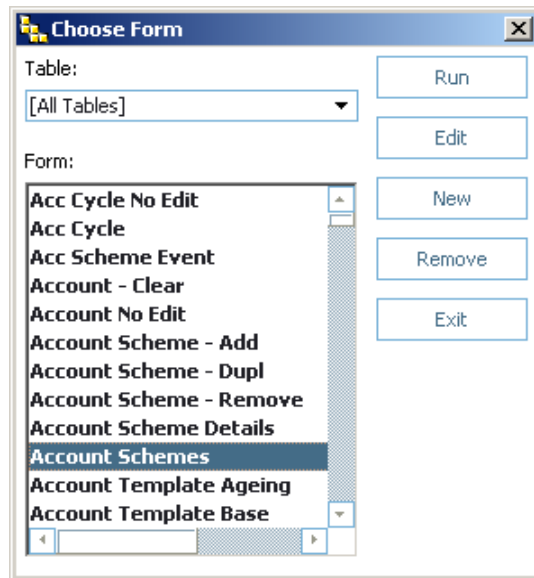 Choose Form
Table:
[All Tables]
Form:
Acc Cycle No Edit
Acc Cycle
Acc Scheme Event
Account - Clear
Account No Edit
Account Scheme - Add
Account Scheme - Dupl
Account Scheme - Remove
Account Scheme Details
Account Schemes
Account Template Ageing
Account Template Base
Run
Edit
New
Remove
Exit